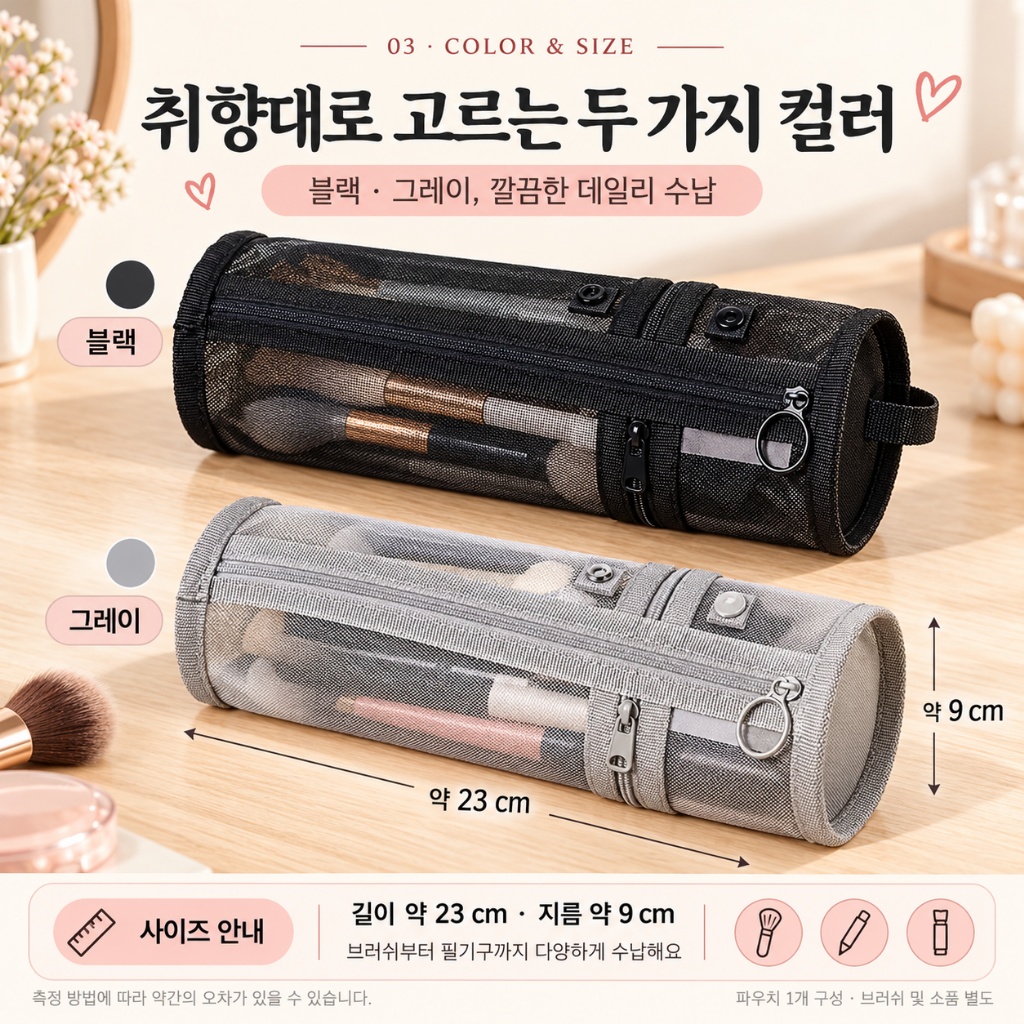 03 · COLOR & SIZE
취향대로 고르는 두 가지 컬러
블랙 · 그레이, 깔끔한 데일리 수납
블랙
그레이
약 9 cm
약 23 cm
사이즈 안내
길이 약 23 cm · 지름 약 9 cm
브러쉬부터 필기구까지 다양하게 수납해요
측정 방법에 따라 약간의 오차가 있을 수 있습니다.
파우치 1개 구성 · 브러쉬 및 소품 별도